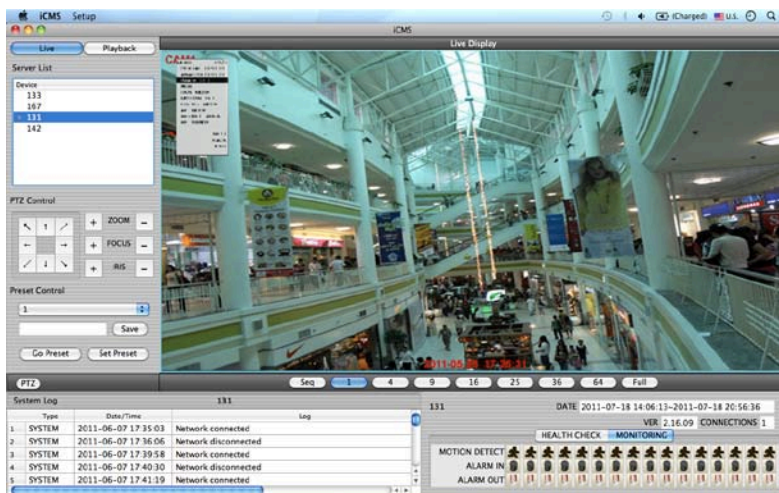 iCMS Setup
(Charged) U.S.
iCMS
Live Playback
Live Display
Server List
Device
133
167
131
142
CAM1
PTZ Control
ZOOM
FOCUS
IRIS
Preset Control
1
Save
Go Preset Set Preset
2011-05-
PTZ
Seq 1 4 9 16 25 36 64 Full
System Log 131
Type Date/Time Log
1 SYSTEM 2011-06-07 17 35 03 Network connected
2 SYSTEM 2011-06-07 17 36 06 Network disconnected
3 SYSTEM 2011-06-07 17 39 58 Network connected
4 SYSTEM 2011-06-07 17 40 30 Network disconnected
5 SYSTEM 2011-06-07 17 41 19 Network connected
131 DATE 2011-07-18 14:06:13~2011-07-18 20:56:36
VER 2.16.09 CONNECTIONS 1
HEALTH CHECK MONITORING
MOTION DETECT
ALARM IN
ALARM OUT